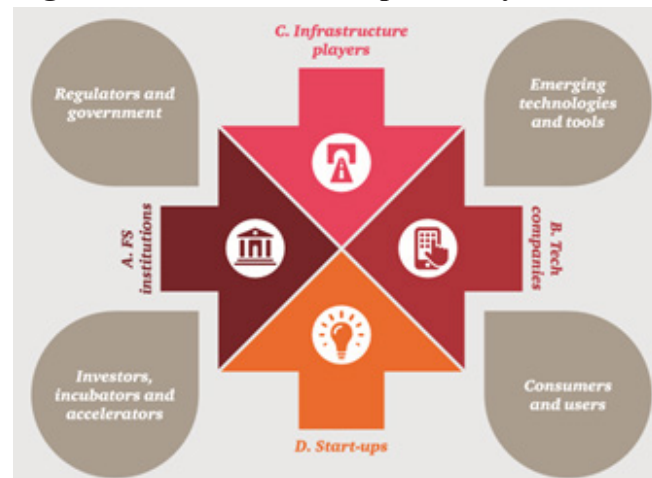 C. Infrastructure
players
Regulators and
government
Emerging
technologies
and tools
A. FS
institutions
B. Tech
companies
Investors,
incubators and
accelerators
Consumers
and users
D. Start-ups